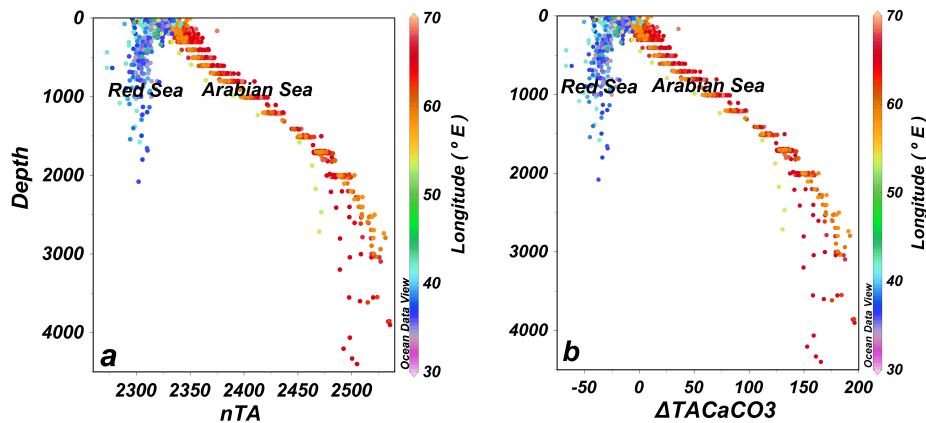 0
1000
2000
3000
4000
Depth
Red Sea
Arabian Sea
a
2300
2350
2400
2450
2500
nTA
70
60
50
40
30
Longitude ( º E )
Ocean Data View
0
1000
2000
3000
4000
Red Sea
Arabian Sea
b
-50
0
50
100
150
200
ΔTACaCO3
70
60
50
40
30
Longitude ( º E )
Ocean Data View